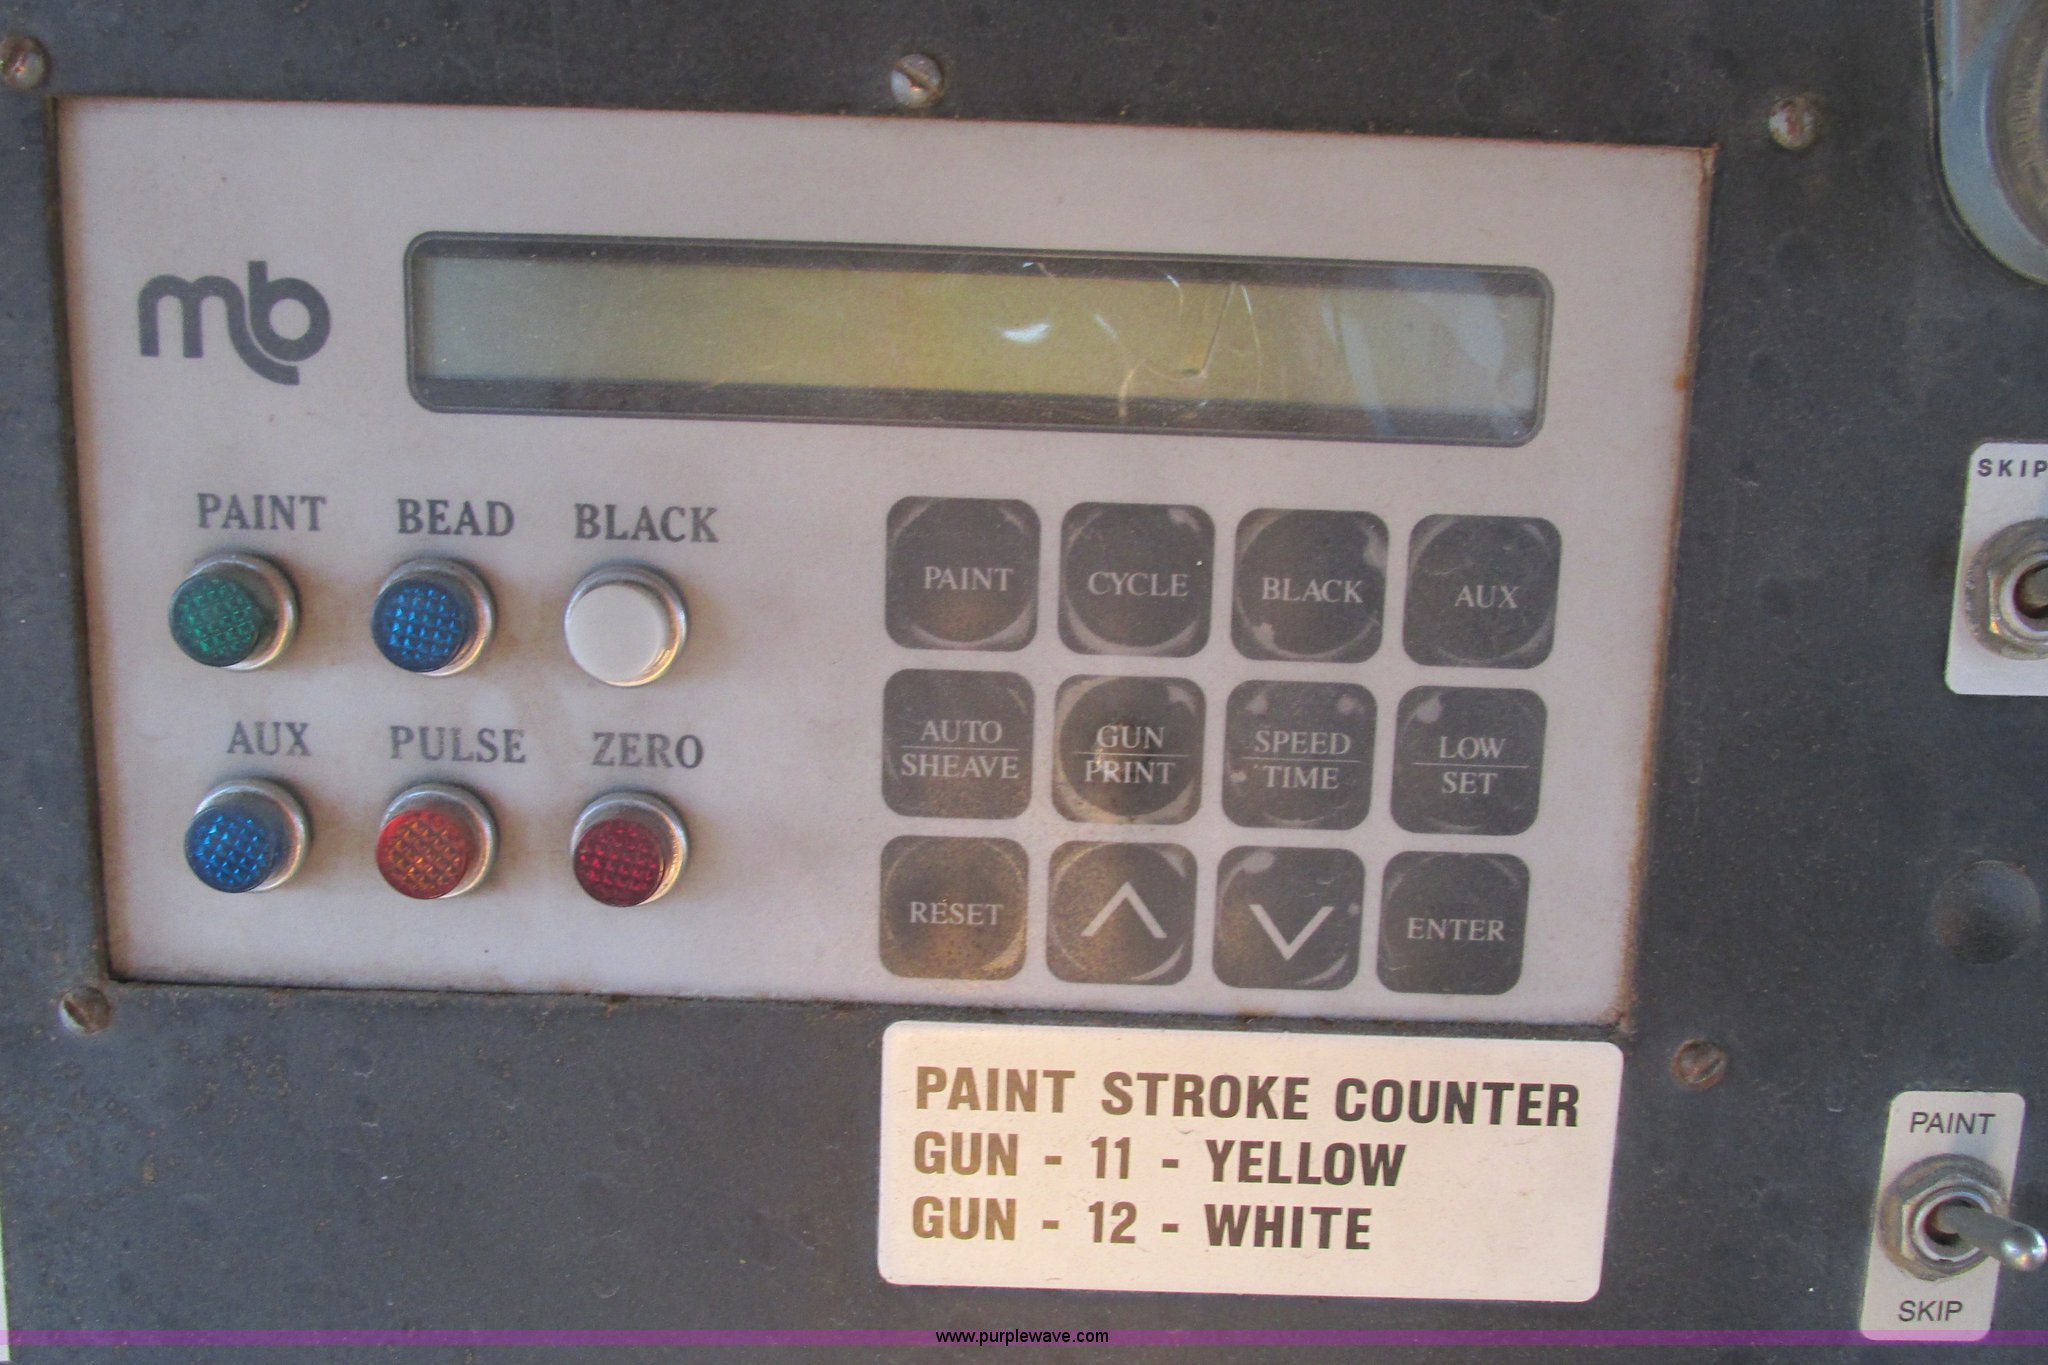 mb
PAINT BEAD BLACK
AUX PULSE ZERO
PAINT CYCLE BLACK AUX
AUTO
SHEAVE
GUN
PRINT
SPEED
TIME
LOW
SET
RESET ENTER
PAINT STROKE COUNTER
GUN - 11 - YELLOW
GUN - 12 - WHITE
SKIP
PAINT
SKIP
www.purplewave.com